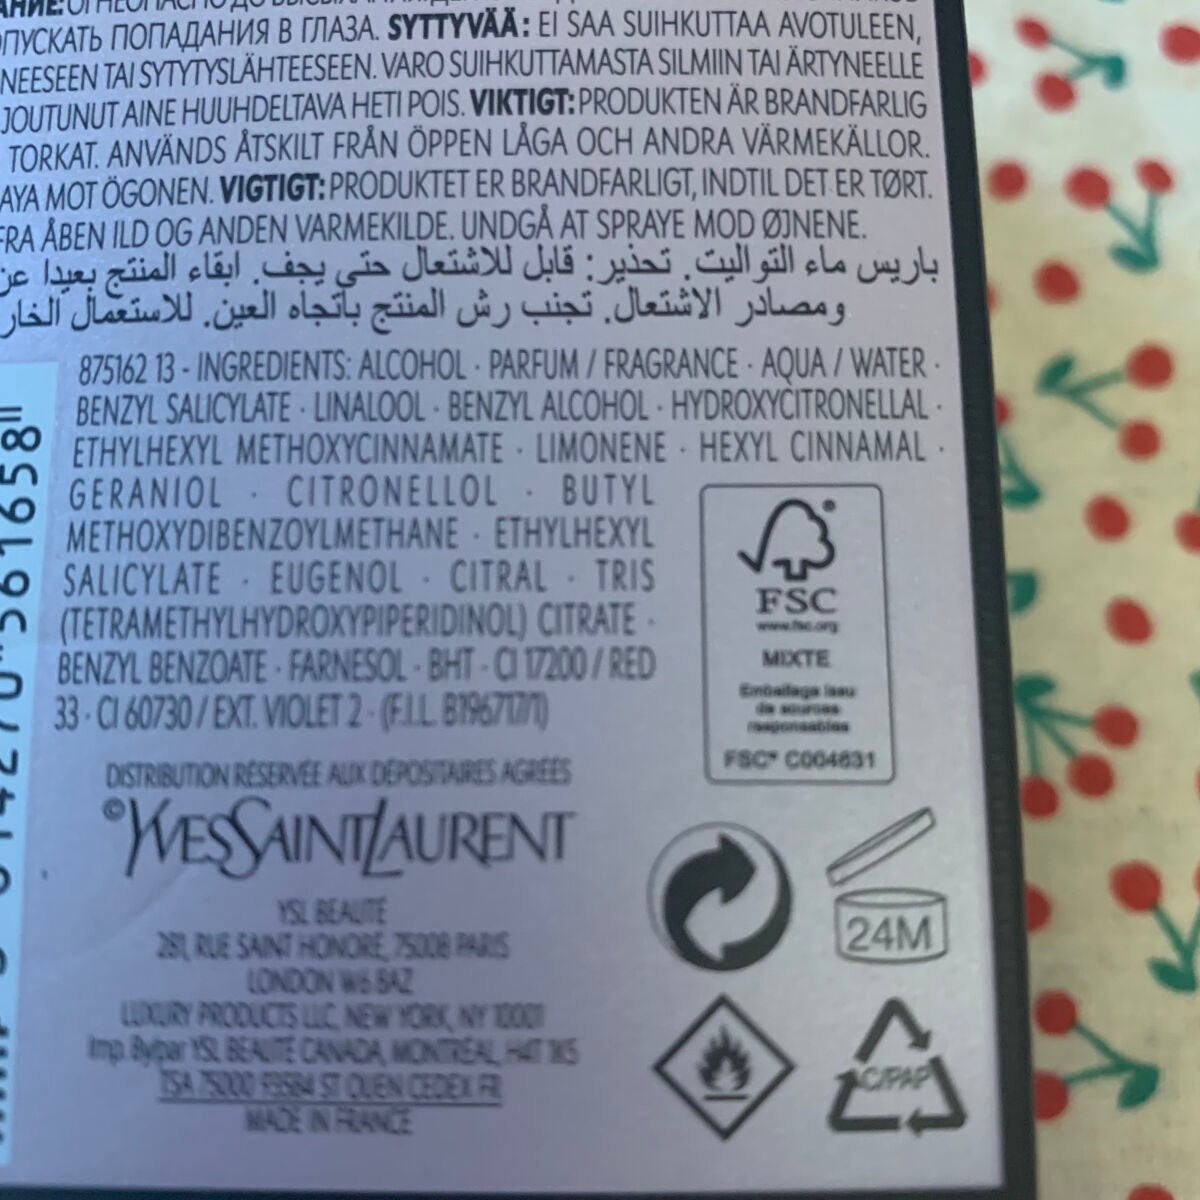 АНИЕ: ОГНЕОПАСНО ДО ВЫСЫХАНИЯ.
ОПУСКАТЬ ПОПАДАНИЯ В ГЛАЗА. SYTTYVÄÄ: EI SAA SUIHKUTTAA AVOTULEEN,
NEESEEN TAI SYTYTYSLÄHTEESEEN. VARO SUIHKUTTAMASTA SILMIIN TAI ÄRTYNEELLE
JOUTUNUT AINE HUUHDELTAVA HETI POIS. VIKTIGT: PRODUKTEN ÄR BRANDFARLIG
TORKAT. ANVÄNDS ÅTSKILT FRÅN ÖPPEN LÅGA OCH ANDRA VÄRMEKÄLLOR.
AYA MOT ÖGONEN. VIGTIGT: PRODUKTET ER BRANDFARLIGT, INDTIL DET ER TØRT.
FRA ÅBEN ILD OG ANDEN VARMEKILDE. UNDGÅ AT SPRAYE MOD ØJNENE.
باريس ماء التواليت. تحذير: قابل للاشتعال حتى يجف. ابقاء المنتج بعيدا عن
ومصادر الاشتعال. تجنب رش المنتج باتجاه العين. للاستعمال الخار
875162 13 - INGREDIENTS: ALCOHOL · PARFUM / FRAGRANCE · AQUA / WATER ·
BENZYL SALICYLATE · LINALOOL · BENZYL ALCOHOL · HYDROXYCITRONELLAL ·
ETHYLHEXYL METHOXYCINNAMATE · LIMONENE · HEXYL CINNAMAL ·
GERANIOL · CITRONELLOL · BUTYL
METHOXYDIBENZOYLMETHANE · ETHYLHEXYL
SALICYLATE · EUGENOL · CITRAL · TRIS
(TETRAMETHYLHYDROXYPIPERIDINOL) CITRATE ·
BENZYL BENZOATE · FARNESOL · BHT · CI 17200 / RED
33 · CI 60730 / EXT. VIOLET 2 · (F.I.L. B196717/1)
FSC
www.fsc.org
MIXTE
Emballage issu
de sources
responsables
FSC® C004631
DISTRIBUTION RÉSERVÉE AUX DÉPOSITAIRES AGRÉÉS
©YVESSAINTLAURENT
YSL BEAUTÉ
281, RUE SAINT HONORÉ, 75008 PARIS
LONDON W6 8AZ
LUXURY PRODUCTS LLC, NEW YORK, NY 10001
Imp. By/par YSL BEAUTÉ CANADA, MONTRÉAL, H4T 1K5
TSA 75000 93584 ST OUEN CEDEX FR
MADE IN FRANCE
24M
C/PAP